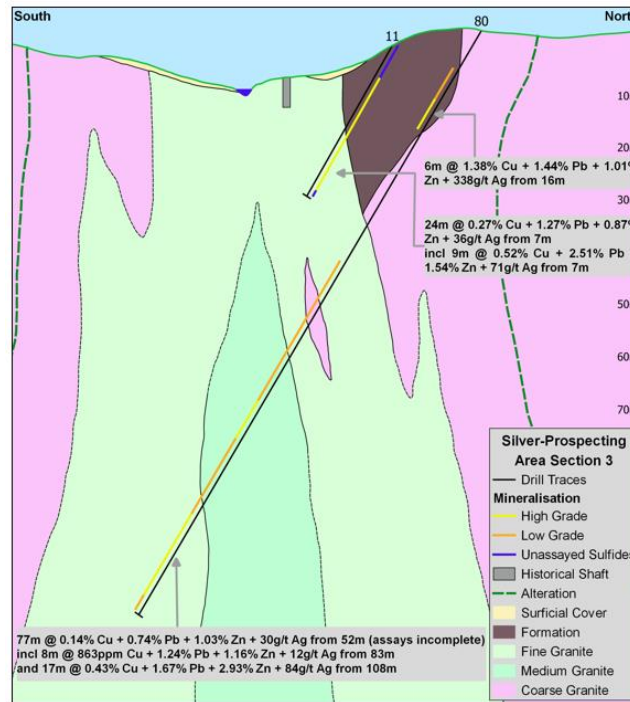 South
80
North
11
10
20
6m @ 1.38% Cu + 1.44% Pb + 1.01%
Zn + 338g/t Ag from 16m
30
24m @ 0.27% Cu + 1.27% Pb + 0.87%
Zn + 36g/t Ag from 7m
incl 9m @ 0.52% Cu + 2.51% Pb
1.54% Zn + 71g/t Ag from 7m
50
60
70
Silver-Prospecting
Area Section 3
Drill Traces
Mineralisation
High Grade
Low Grade
Unassayed Sulfides
Historical Shaft
Alteration
Surficial Cover
Formation
Fine Granite
Medium Granite
Coarse Granite
77m @ 0.14% Cu + 0.74% Pb + 1.03% Zn + 30g/t Ag from 52m (assays incomplete)
incl 8m @ 863ppm Cu + 1.24% Pb + 1.16% Zn + 12g/t Ag from 83m
and 17m @ 0.43% Cu + 1.67% Pb + 2.93% Zn + 84g/t Ag from 108m